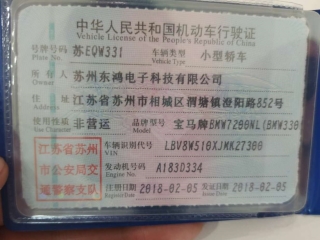 中华人民共和国机动车行驶证
Vehicle License of the People's Republic of China
号牌号码 苏EQW331 车辆类型 小型轿车
Plate No. Vehicle Type
所有人 苏州东鸿电子科技有限公司
Owner
住址 江苏省苏州市相城区渭塘镇澄阳路852号
Address
使用性质 非营运 品牌型号 宝马牌BMW7200NL(BMW330
Use Character Model
江苏省苏州 车辆识别代号 LBV8W3510XJMK27300
VIN
市公安局交 发动机号码 A183D334
Engine No.
通警察支队 注册日期 2018-02-05 发证日期 2018-02-05
Register Date Issue Date